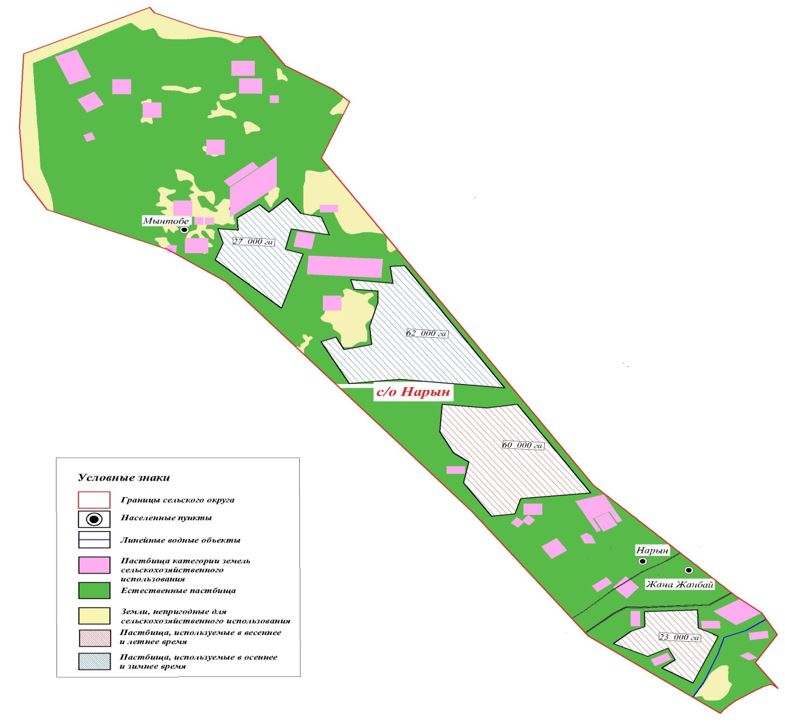 Мынтобе
27 000 га
62 000 га
с/о Нарын
60 000 га
Нарын
Жана Жанбай
23 000 га
Условные знаки
Границы сельского округа
Населенные пункты
Линейные водные объекты
Пастбища категории земель
сельскохозяйственного
использования
Естественные пастбища
Земли, непригодные для
сельскохозяйственного использования
Пастбища, используемые в весеннее
и летнее время
Пастбища, используемые в осеннее
и зимнее время